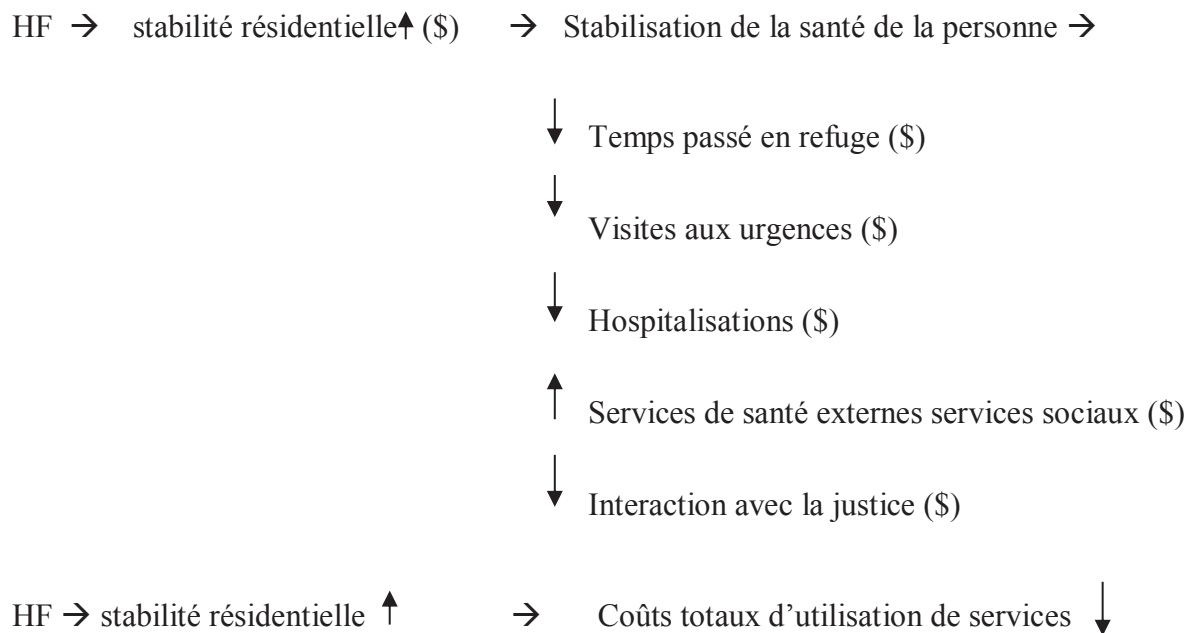 HF → stabilité résidentielle↑ ($) → Stabilisation de la santé de la personne →
↓ Temps passé en refuge ($)
↓ Visites aux urgences ($)
↓ Hospitalisations ($)
↑ Services de santé externes services sociaux ($)
↓ Interaction avec la justice ($)
HF → stabilité résidentielle ↑ → Coûts totaux d’utilisation de services ↓